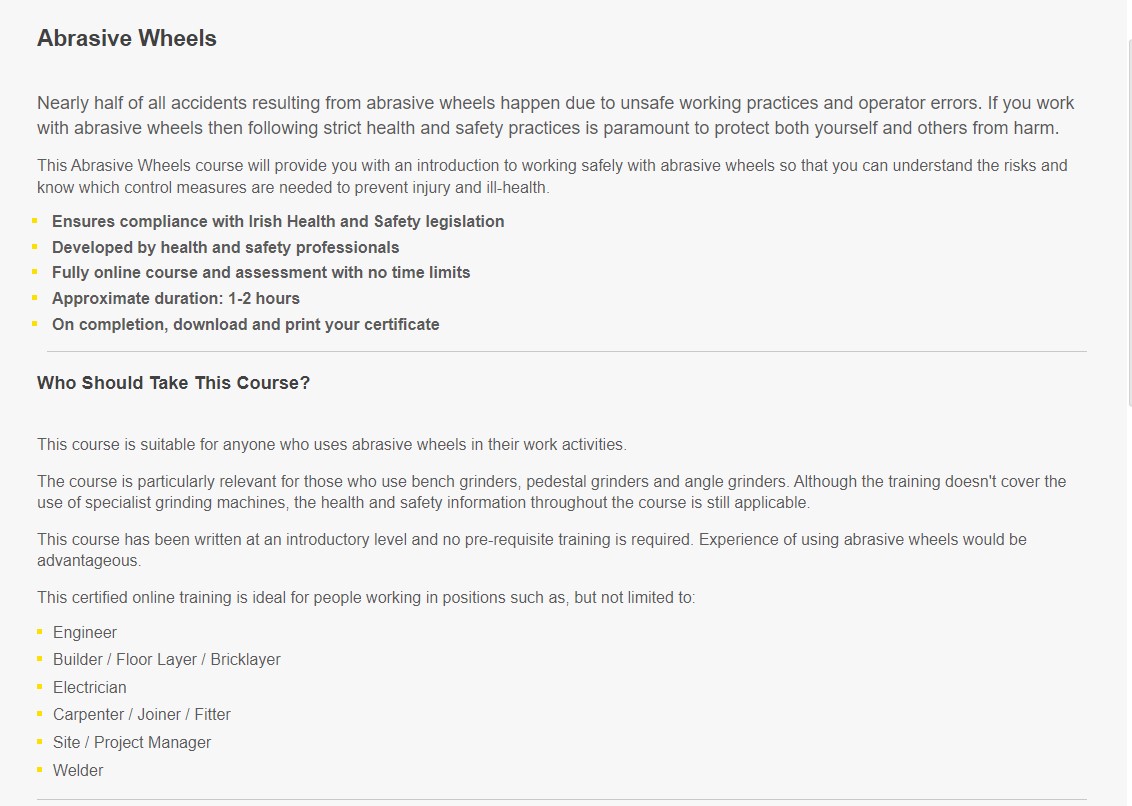 Abrasive Wheels
Nearly half of all accidents resulting from abrasive wheels happen due to unsafe working practices and operator errors. If you work
with abrasive wheels then following strict health and safety practices is paramount to protect both yourself and others from harm.
This Abrasive Wheels course will provide you with an introduction to working safely with abrasive wheels so that you can understand the risks and
know which control measures are needed to prevent injury and ill-health.
Ensures compliance with Irish Health and Safety legislation
Developed by health and safety professionals
Fully online course and assessment with no time limits
Approximate duration: 1-2 hours
On completion, download and print your certificate
Who Should Take This Course?
This course is suitable for anyone who uses abrasive wheels in their work activities.
The course is particularly relevant for those who use bench grinders, pedestal grinders and angle grinders. Although the training doesn't cover the
use of specialist grinding machines, the health and safety information throughout the course is still applicable.
This course has been written at an introductory level and no pre-requisite training is required. Experience of using abrasive wheels would be
advantageous.
This certified online training is ideal for people working in positions such as, but not limited to:
Engineer
Builder / Floor Layer / Bricklayer
Electrician
Carpenter / Joiner / Fitter
Site / Project Manager
Welder